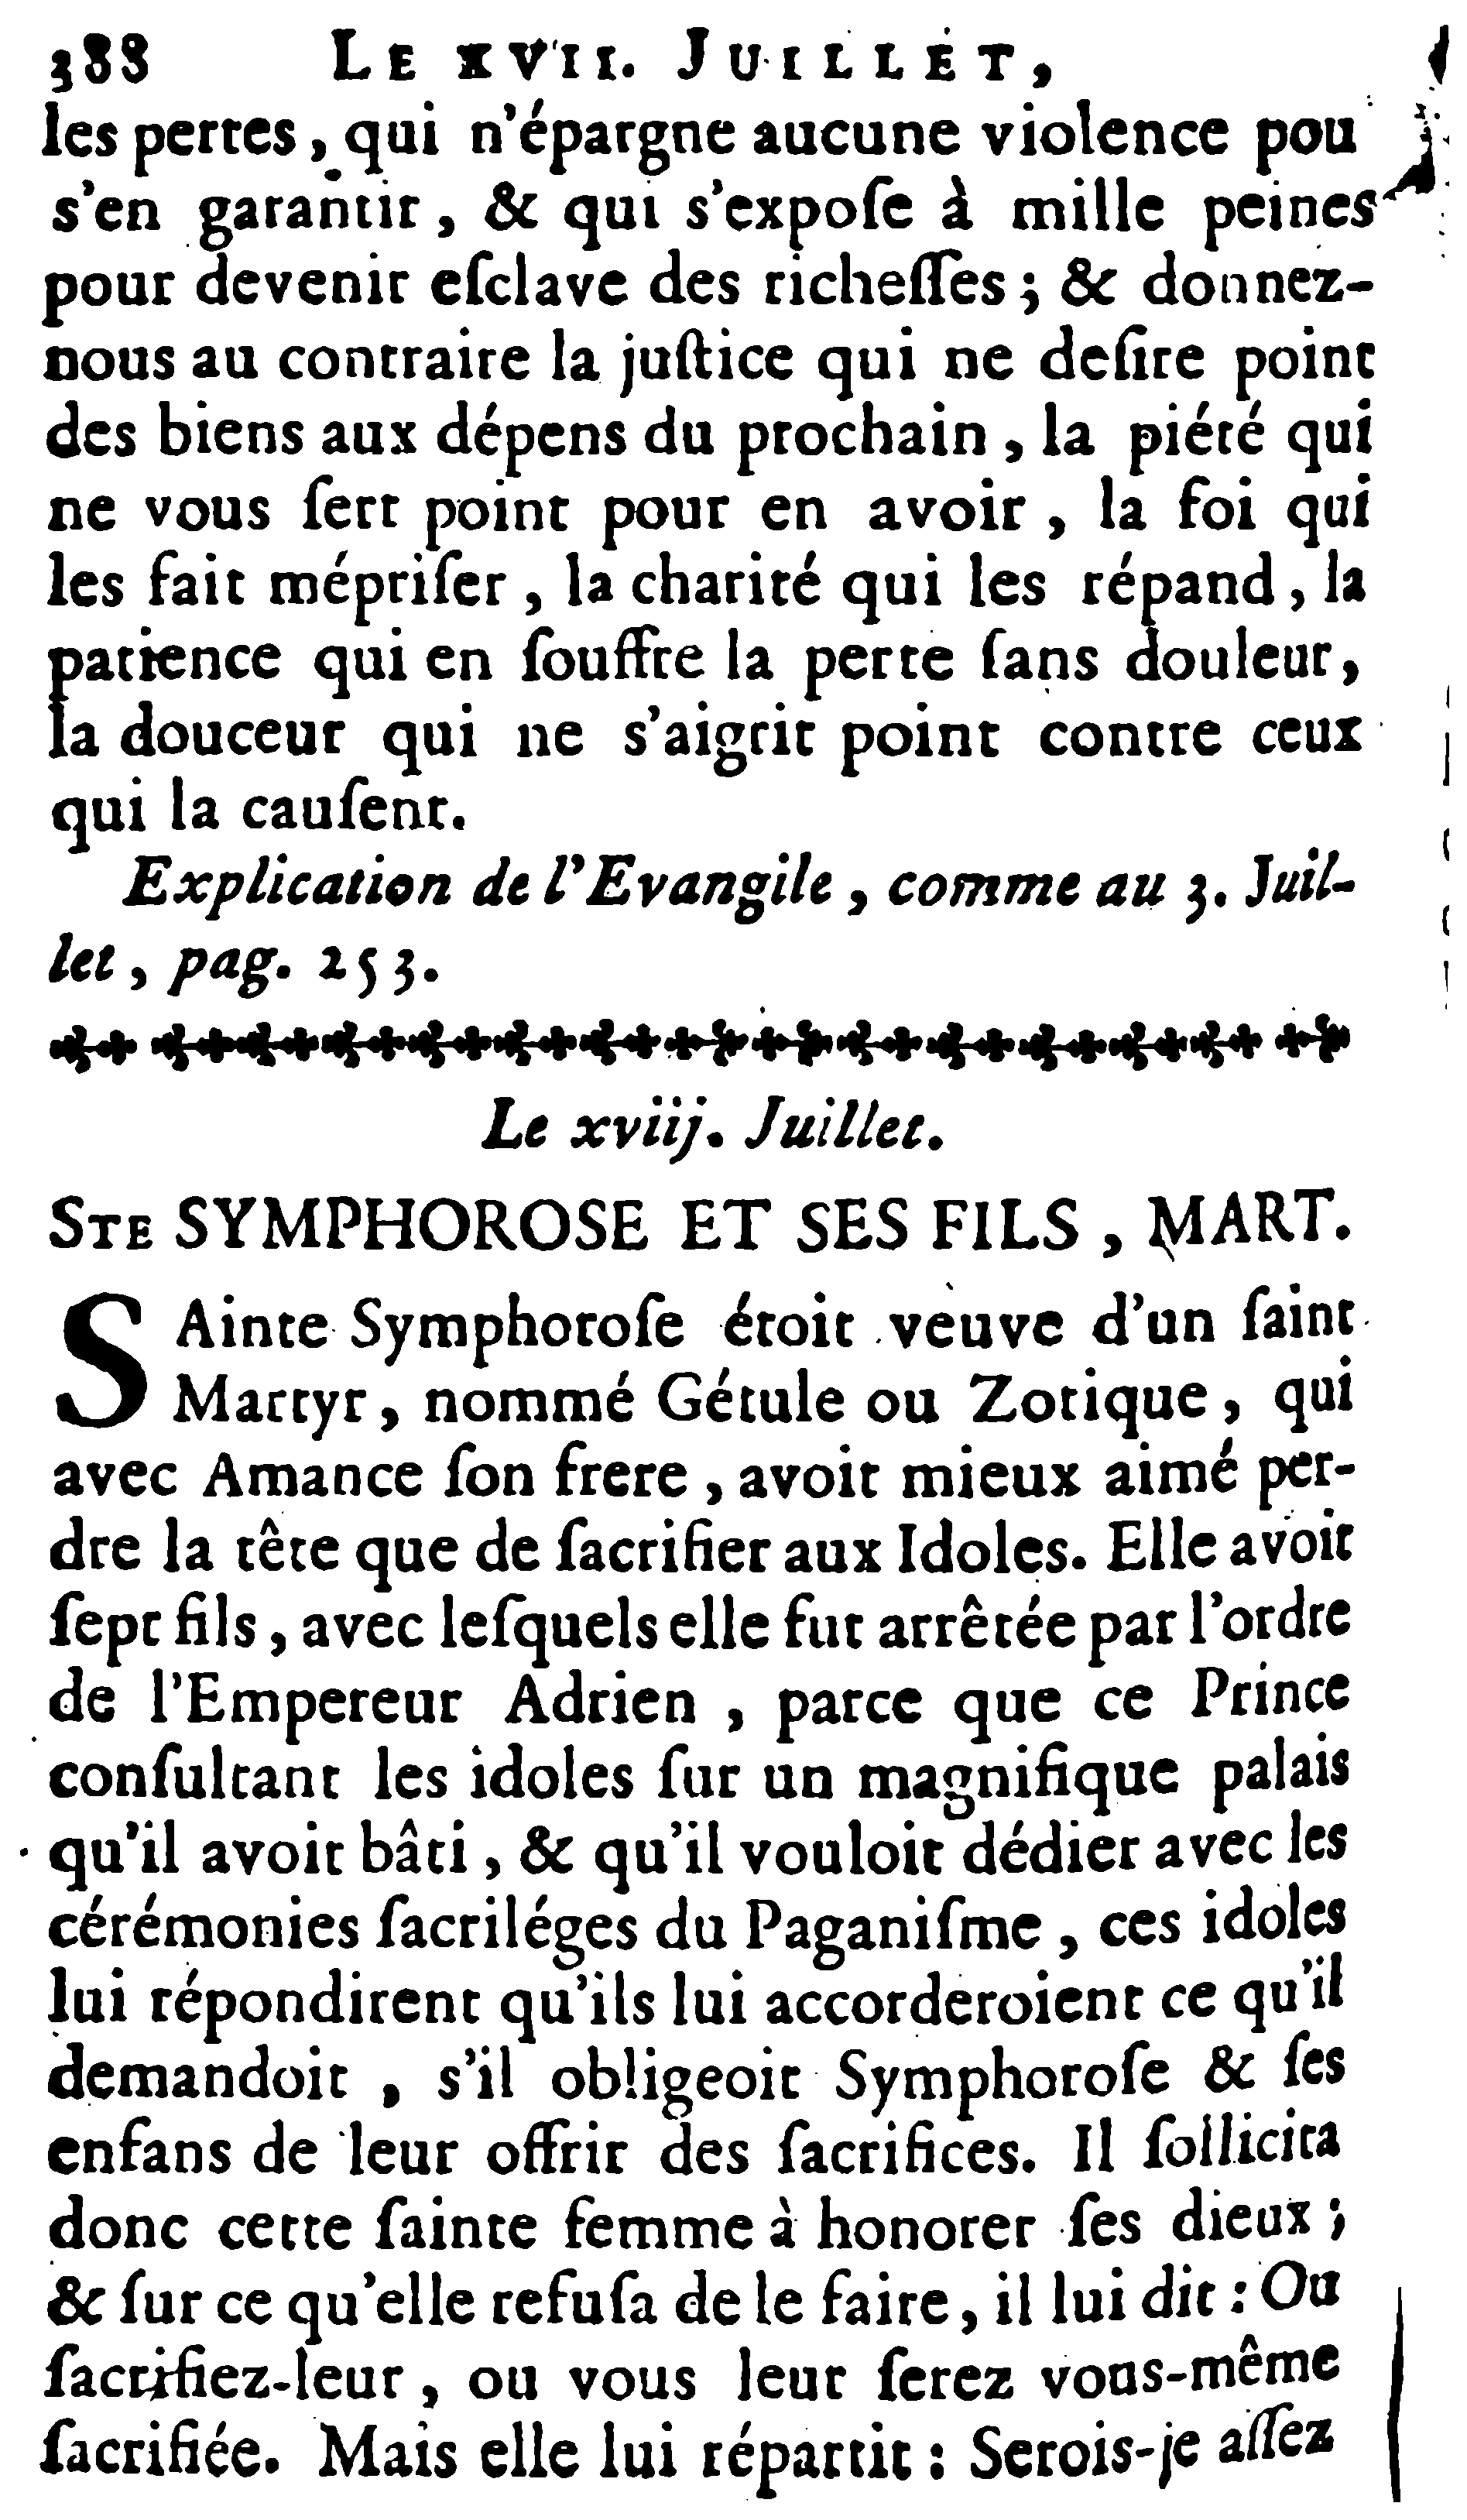 388 LE XVII. JUILLET,
les pertes, qui n'épargne aucune violence pou
s'en garantir, & qui s'expoſe à mille peines
pour devenir eſclave des richeſſes; & donnez-
nous au contraire la juſtice qui ne deſire point
des biens aux dépens du prochain, la piété qui
ne vous ſert point pour en avoir, la foi qui
les fait mépriſer, la charité qui les répand, la
patience qui en ſouffre la perte ſans douleur,
la douceur qui ne s'aigrit point contre ceux
qui la cauſent.
Explication de l'Evangile, comme au 3. Juil-
let, pag. 253.
Le xviij. Juillet.
STE SYMPHOROSE ET SES FILS, MART.
SAinte Symphoroſe étoit veuve d'un ſaint
Martyr, nommé Gétule ou Zotique, qui
avec Amance ſon frere, avoit mieux aimé per-
dre la tête que de ſacrifier aux Idoles. Elle avoit
ſept fils, avec leſquels elle fut arrêtée par l'ordre
de l'Empereur Adrien, parce que ce Prince
conſultant les idoles ſur un magnifique palais
qu'il avoit bâti, & qu'il vouloit dédier avec les
cérémonies ſacriléges du Paganiſme, ces idoles
lui répondirent qu'ils lui accorderoient ce qu'il
demandoit, s'il obligeoit Symphoroſe & ſes
enfans de leur offrir des ſacrifices. Il ſollicita
donc cette ſainte femme à honorer ſes dieux;
& ſur ce qu'elle refuſa de le faire, il lui dit: Ou
ſacrifiez-leur, ou vous leur ſerez vous-même
ſacrifiée. Mais elle lui répartit: Serois-je aſſez